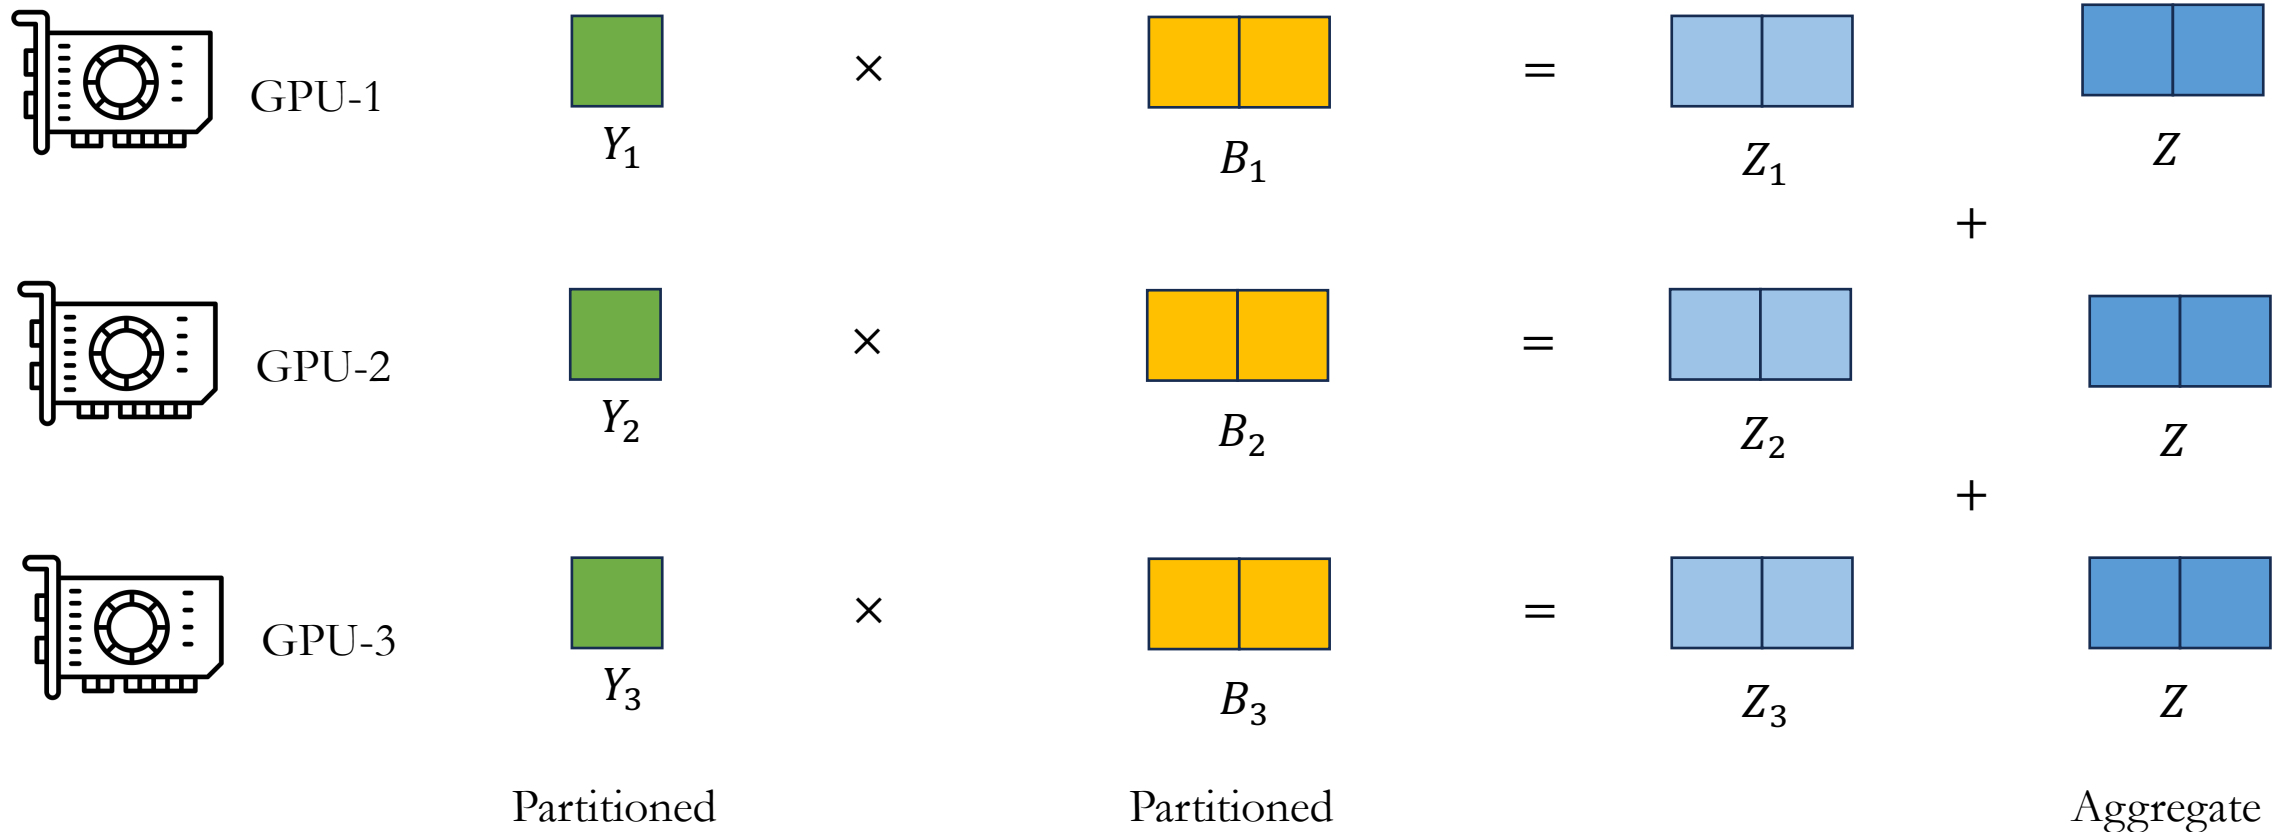 GPU-1 × = 
Y₁ B₁ Z₁ Z
+
GPU-2 × =
Y₂ B₂ Z₂ Z
+
GPU-3 × =
Y₃ B₃ Z₃ Z
Partitioned Partitioned Aggregate